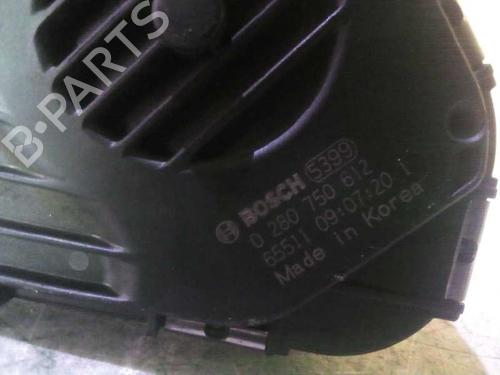 B-PARTS
BOSCH 5399
0 280 750 612
65511 09:07:20 1
Made in Korea